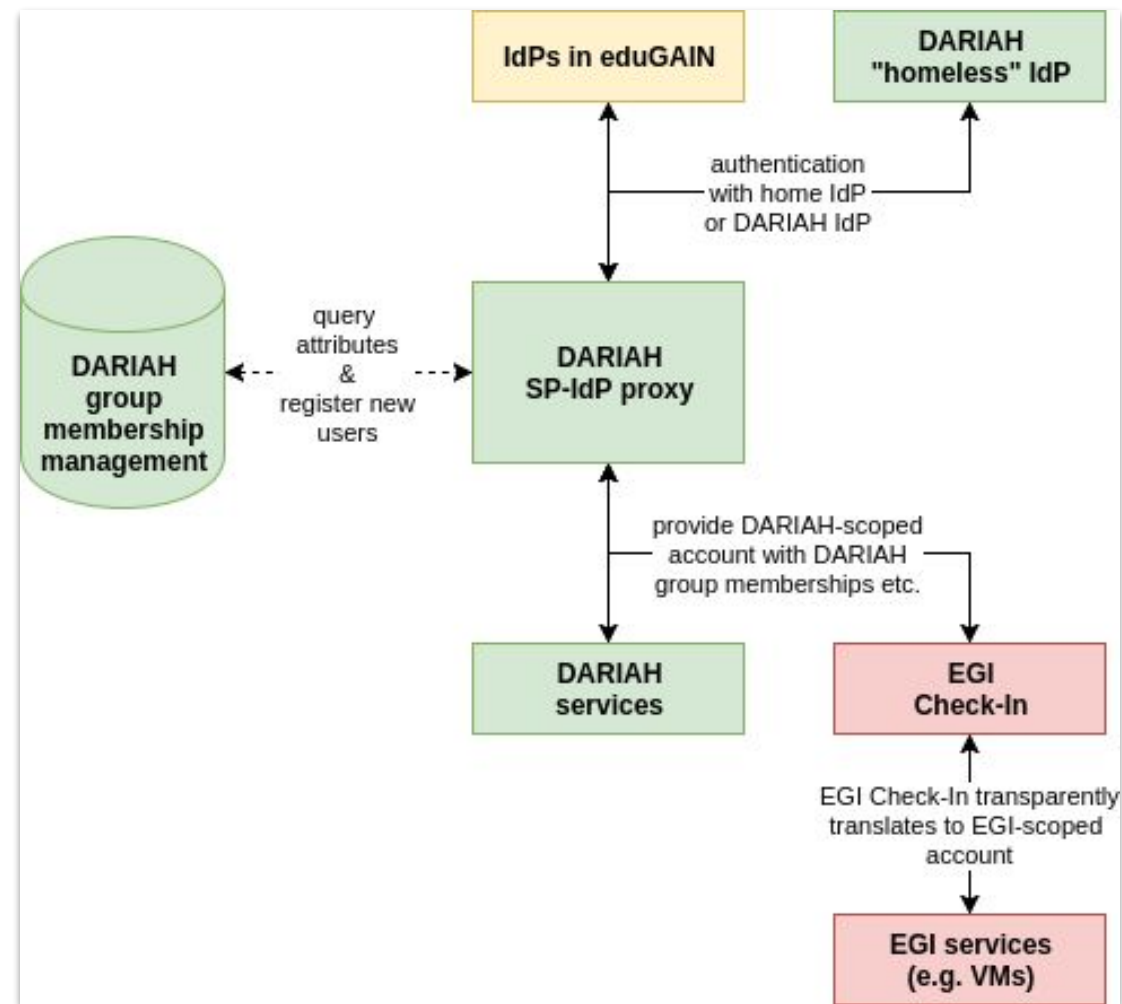 IdPs in eduGAIN
DARIAH
"homeless" IdP
authentication
with home IdP
or DARIAH IdP
DARIAH
group
membership
management
query
attributes
&
register new
users
DARIAH
SP-IdP proxy
provide DARIAH-scoped
account with DARIAH
group memberships etc.
DARIAH
services
EGI
Check-In
EGI Check-In transparently
translates to EGI-scoped
account
EGI services
(e.g. VMs)